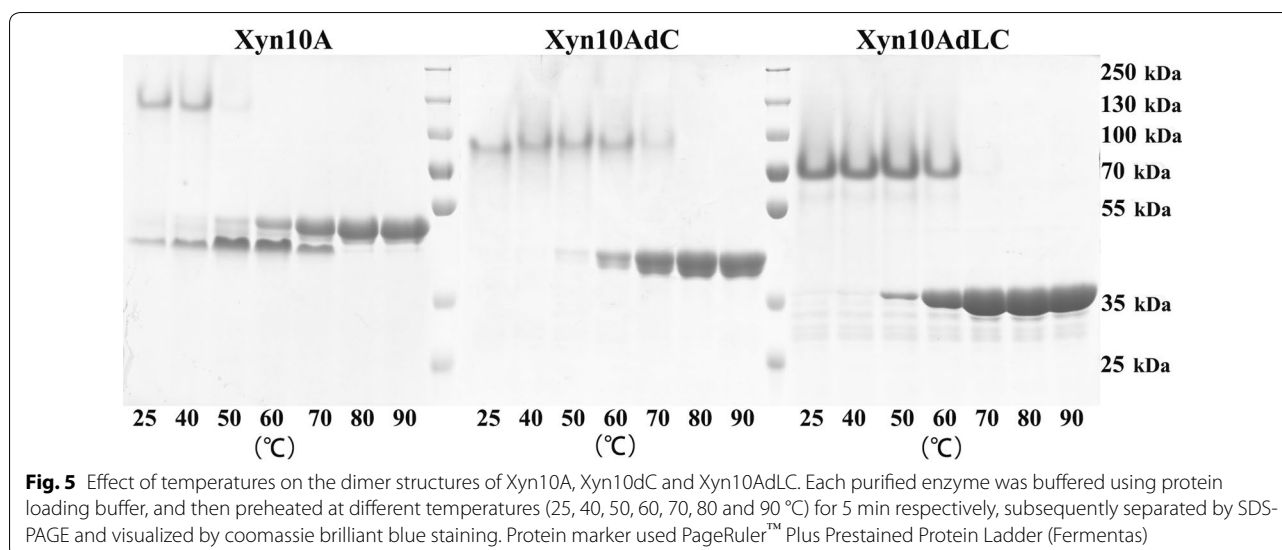 Xyn10A Xyn10AdC Xyn10AdLC
250 kDa
130 kDa
100 kDa
70 kDa
55 kDa
35 kDa
25 kDa
25 40 50 60 70 80 90 25 40 50 60 70 80 90 25 40 50 60 70 80 90
(℃) (℃) (℃)
Fig. 5 Effect of temperatures on the dimer structures of Xyn10A, Xyn10dC and Xyn10AdLC. Each purified enzyme was buffered using protein
loading buffer, and then preheated at different temperatures (25, 40, 50, 60, 70, 80 and 90 °C) for 5 min respectively, subsequently separated by SDS-
PAGE and visualized by coomassie brilliant blue staining. Protein marker used PageRuler™ Plus Prestained Protein Ladder (Fermentas)